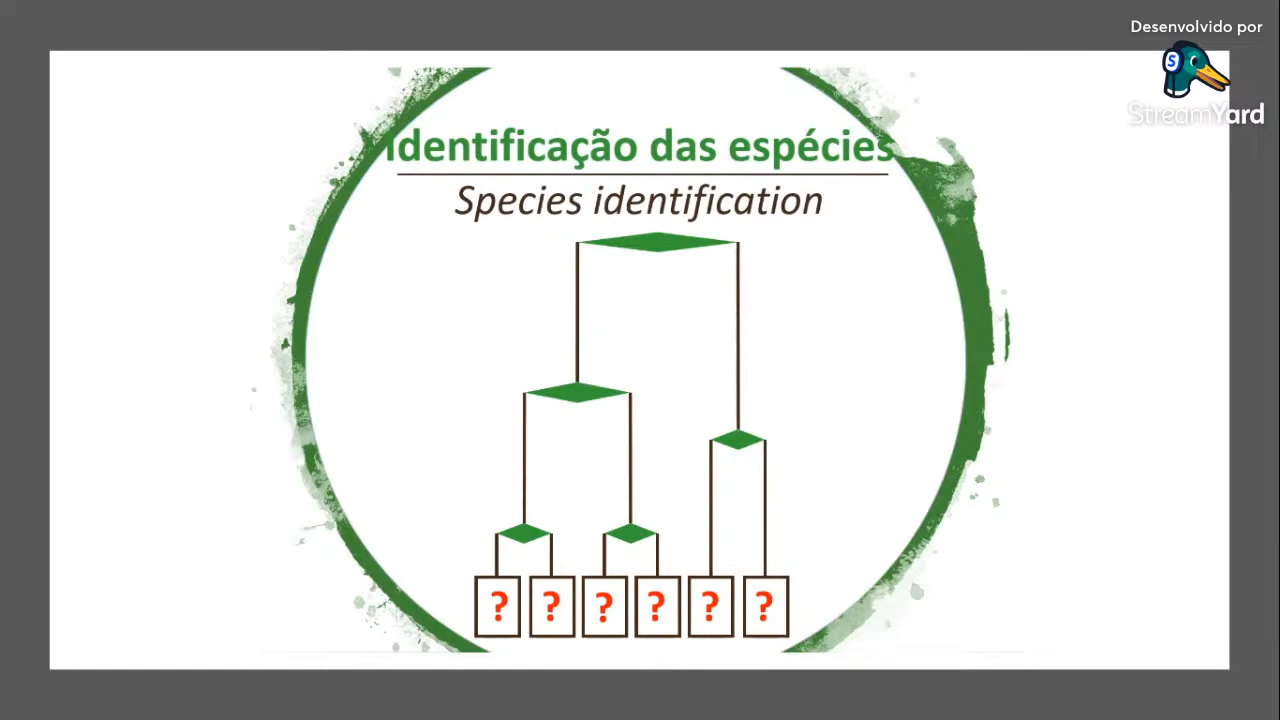 Desenvolvido por
StreamYard
Identificação das espécies
Species identification
? ? ? ? ? ?